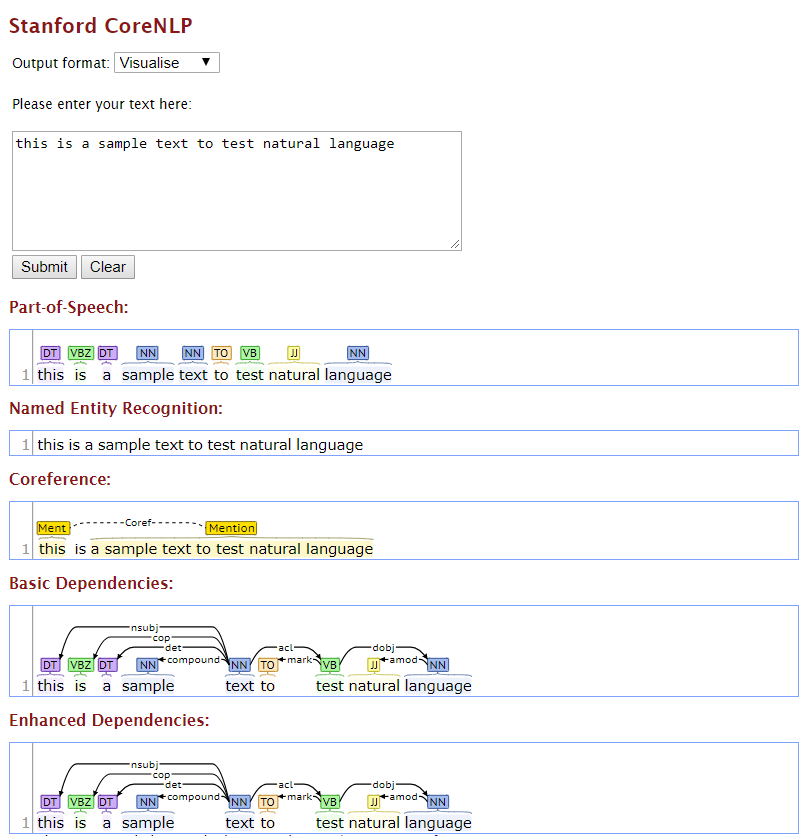 Stanford CoreNLP
Output format: Visualise
Please enter your text here:
this is a sample text to test natural language
Submit Clear
Part-of-Speech:
DT VBZ DT NN NN TO VB JJ NN
1 this is a sample text to test natural language
Named Entity Recognition:
1 this is a sample text to test natural language
Coreference:
Coref
Ment Mention
1 this is a sample text to test natural language
Basic Dependencies:
nsubj
cop
det acl dobj
compound mark amod
DT VBZ DT NN NN TO VB JJ NN
1 this is a sample text to test natural language
Enhanced Dependencies:
nsubj
cop
det acl dobj
compound mark amod
DT VBZ DT NN NN TO VB JJ NN
1 this is a sample text to test natural language